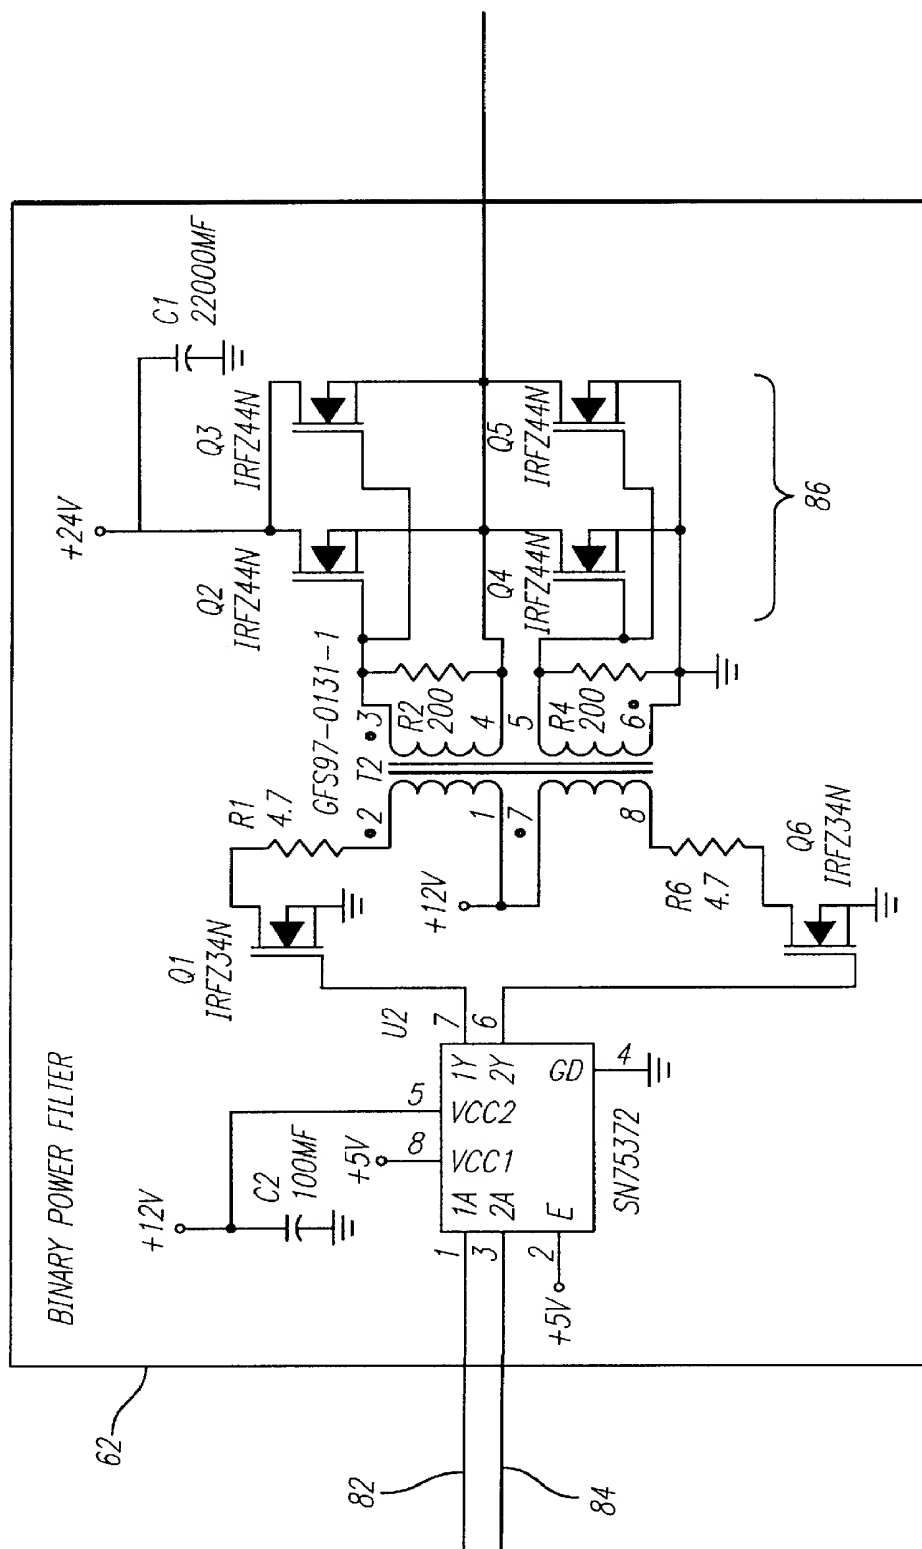 BINARY POWER FILTER
62
82
84
+12V
C2
100MF
+5V
8
5
VCC1
VCC2
1
1A
3
2A
2
E
+5V
1Y
7
2Y
6
GD
4
U2
SN75372
Q1
IRFZ34N
R1
4.7
+12V
R6
4.7
Q6
IRFZ34N
GFS97-0131-1
T2
2
1
7
8
3
4
5
6
R2
200
R4
200
+24V
C1
22000MF
Q2
IRFZ44N
Q3
IRFZ44N
Q4
IRFZ44N
Q5
IRFZ44N
86